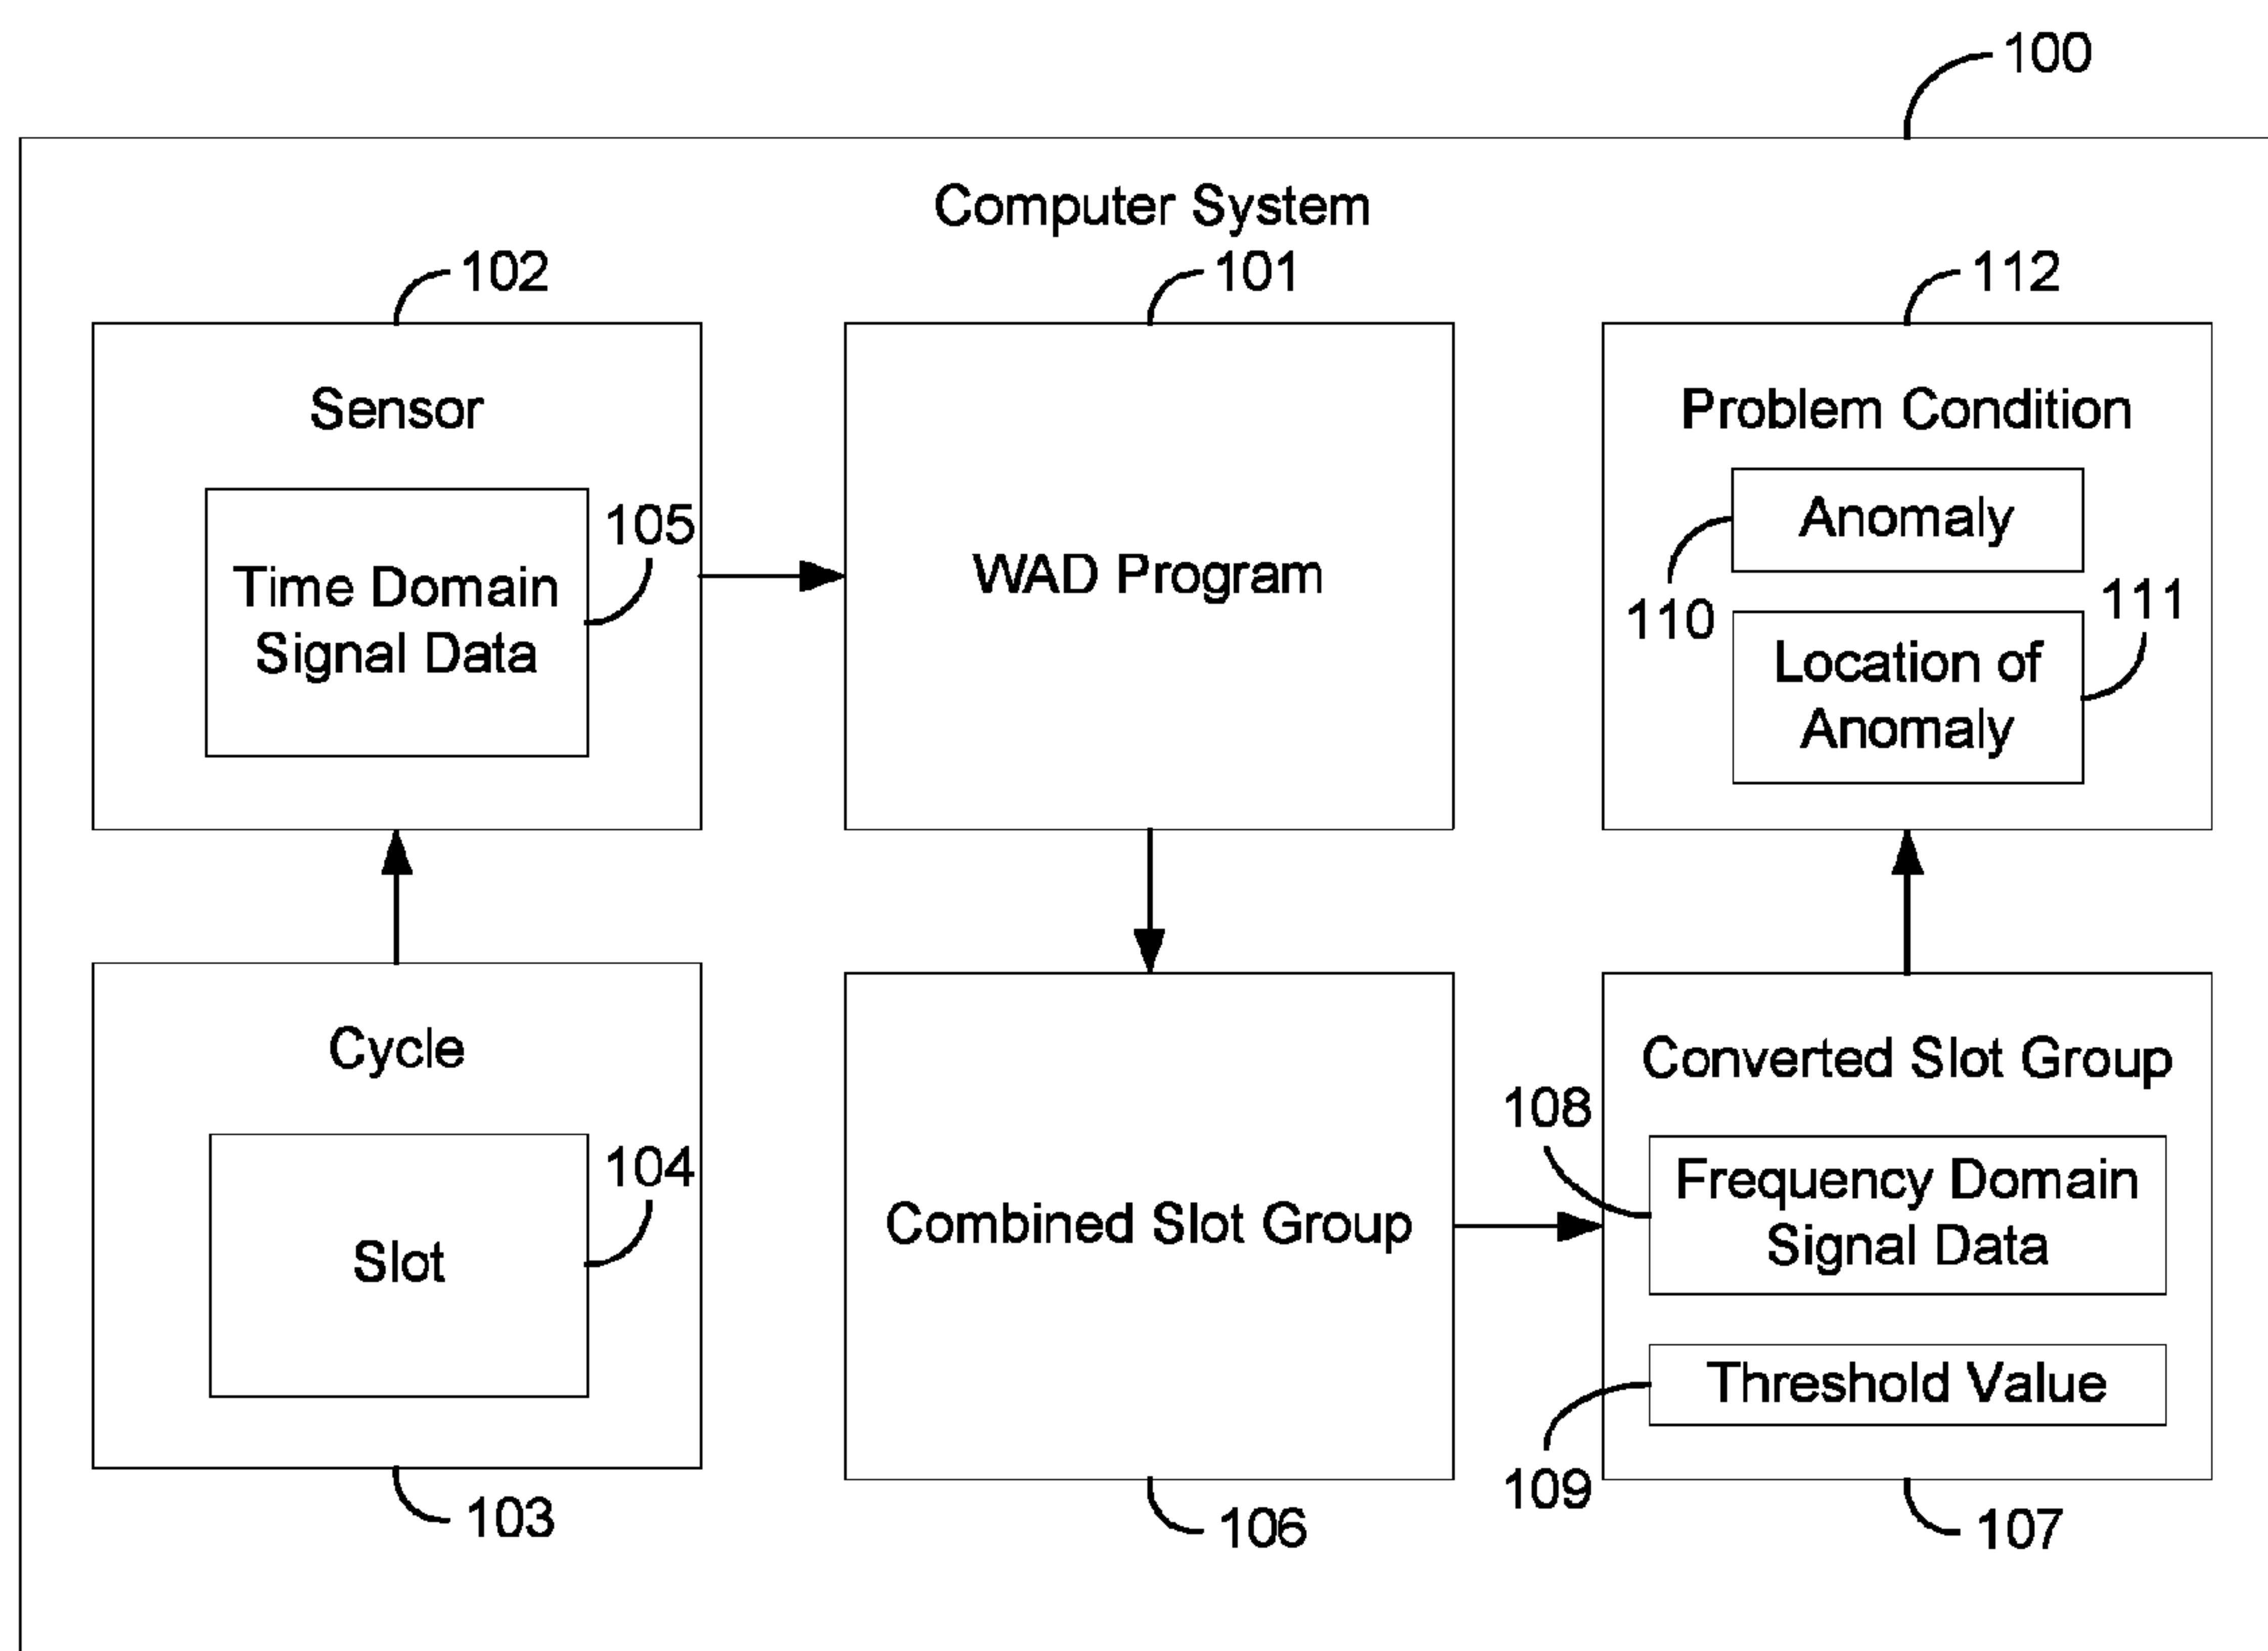 100
Computer System
102
101
112
Sensor
Time Domain
Signal Data
105
WAD Program
Problem Condition
Anomaly
110
Location of
Anomaly
111
Cycle
Slot
104
103
Combined Slot Group
106
Converted Slot Group
108
Frequency Domain
Signal Data
Threshold Value
109
107